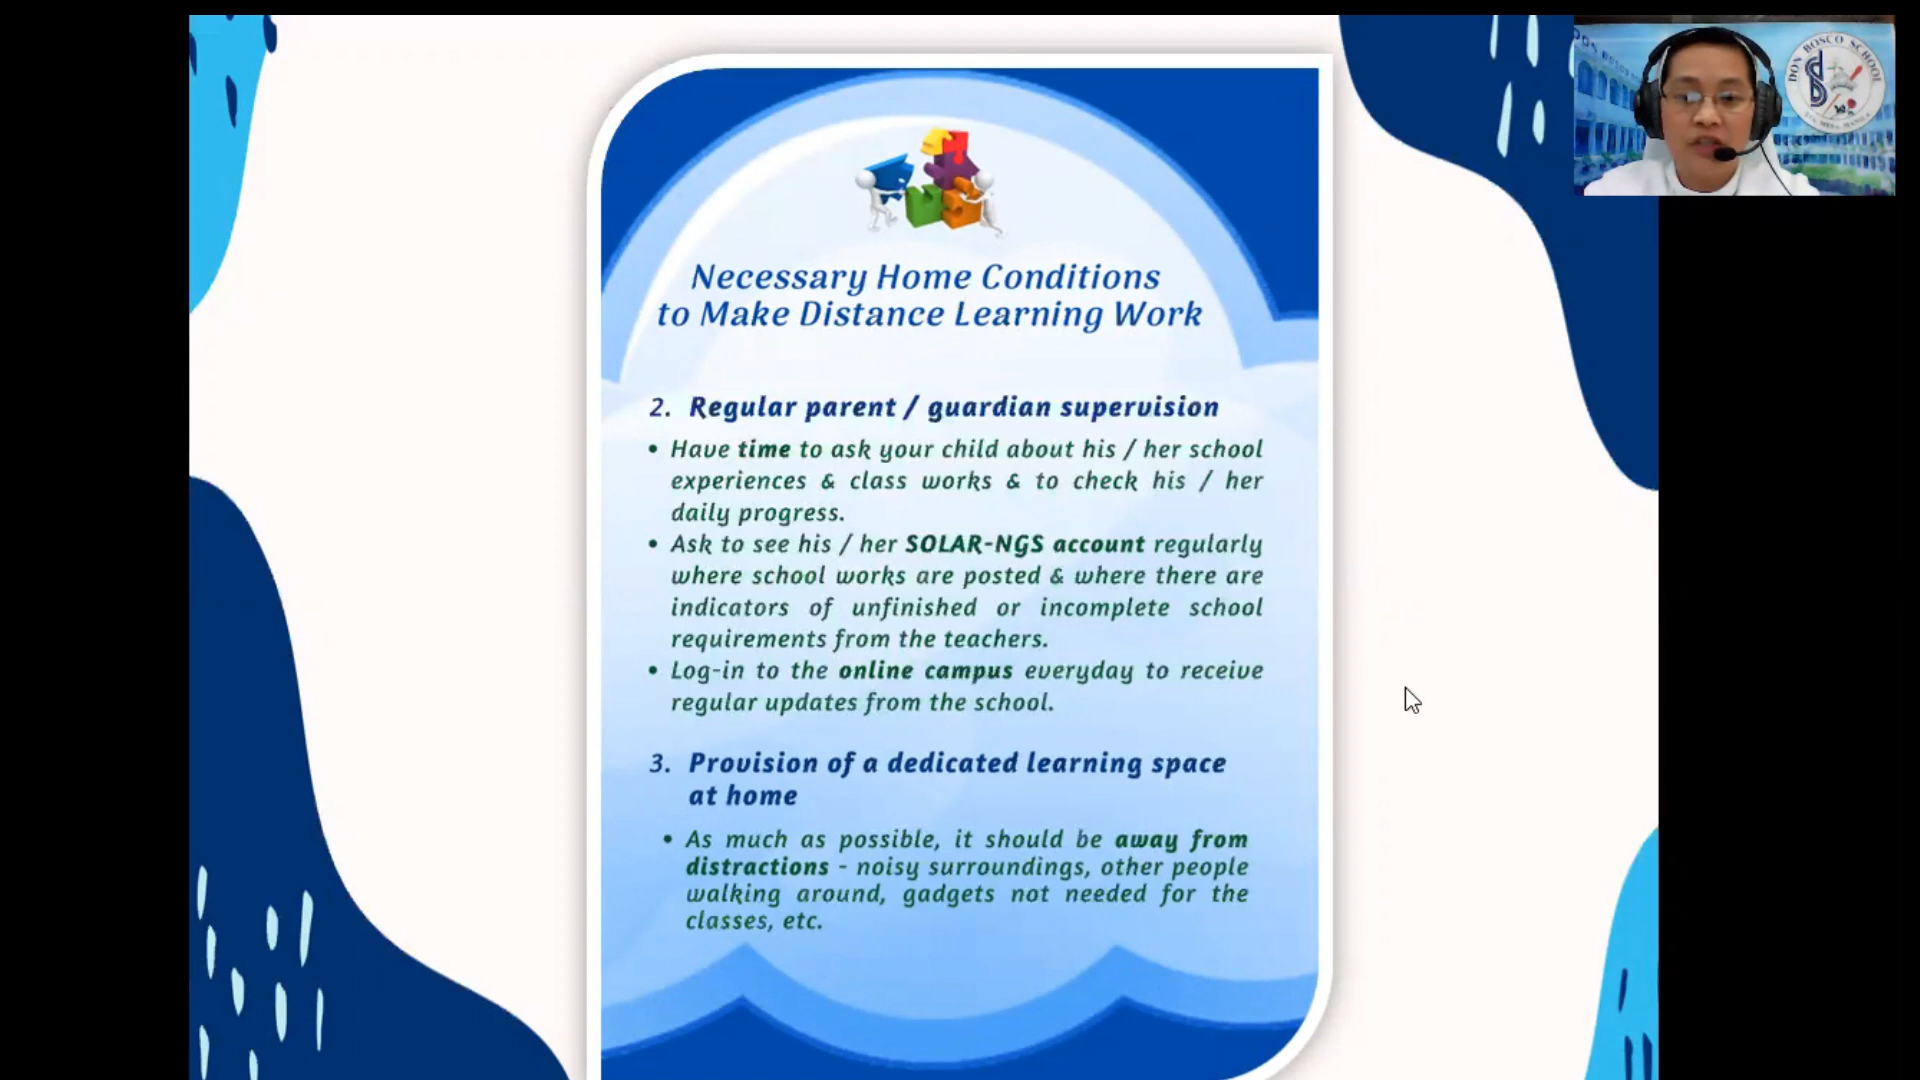 DON BOSCO SCHOOL
STA. MESA, MANILA
Necessary Home Conditions
to Make Distance Learning Work
2. Regular parent / guardian supervision
• Have time to ask your child about his / her school
experiences & class works & to check his / her
daily progress.
• Ask to see his / her SOLAR-NGS account regularly
where school works are posted & where there are
indicators of unfinished or incomplete school
requirements from the teachers.
• Log-in to the online campus everyday to receive
regular updates from the school.
3. Provision of a dedicated learning space
at home
• As much as possible, it should be away from
distractions - noisy surroundings, other people
walking around, gadgets not needed for the
classes, etc.